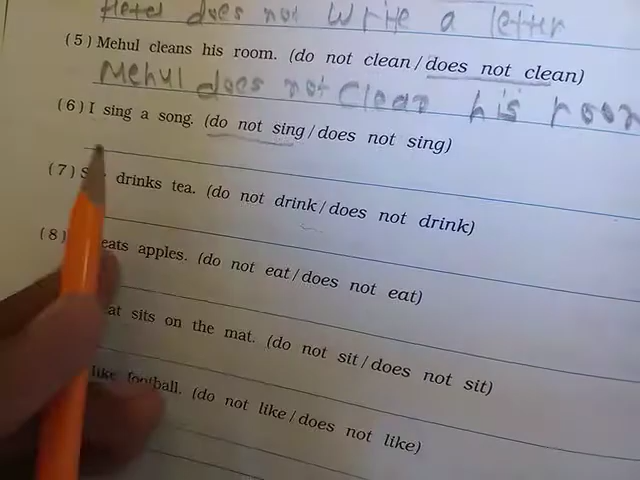 does not write a letter
(5) Mehul cleans his room. (do not clean/does not clean)
Mehul does not clean his room
(6) I sing a song. (do not sing/does not sing)
(7) drinks tea. (do not drink/does not drink)
(8) eats apples. (do not eat/does not eat)
at sits on the mat. (do not sit/does not sit)
like football. (do not like/does not like)